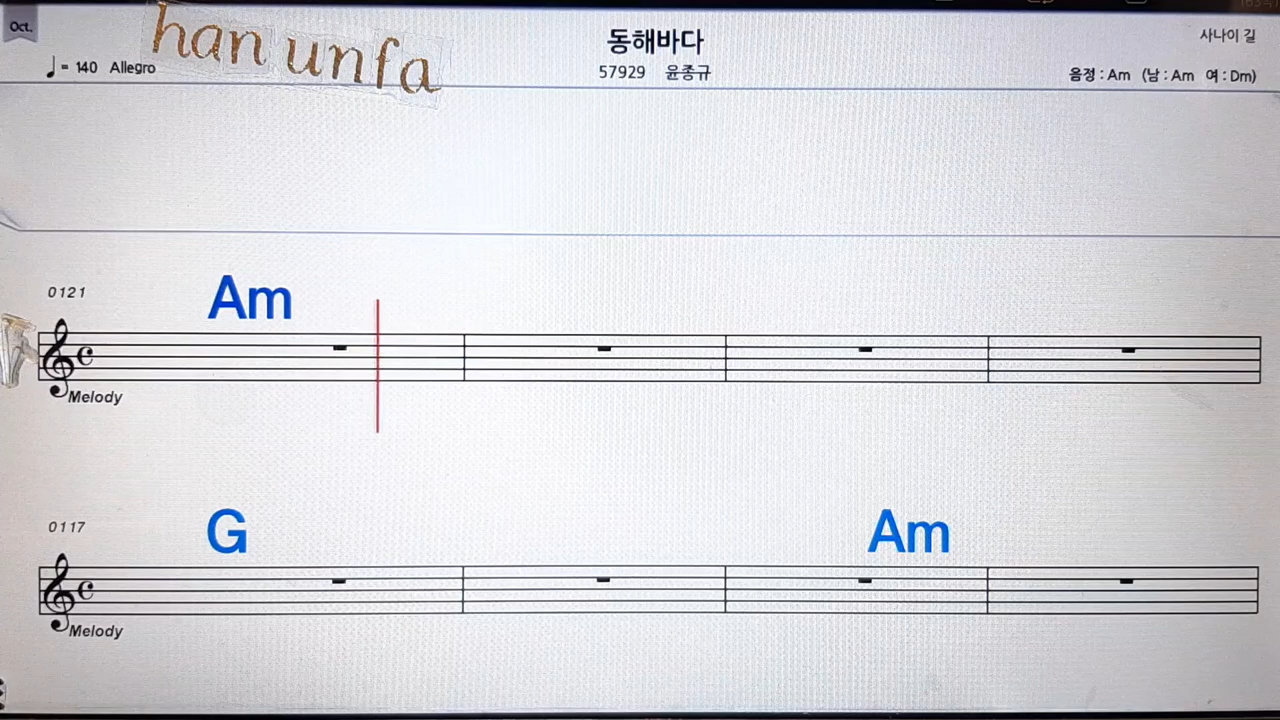 Oct.
han unfa
♩= 140 Allegro
동해바다
57929 윤종규
사나이 길
음정 : Am (남 : Am 여 : Dm)
0121
Am
Melody
0117
G
Am
Melody